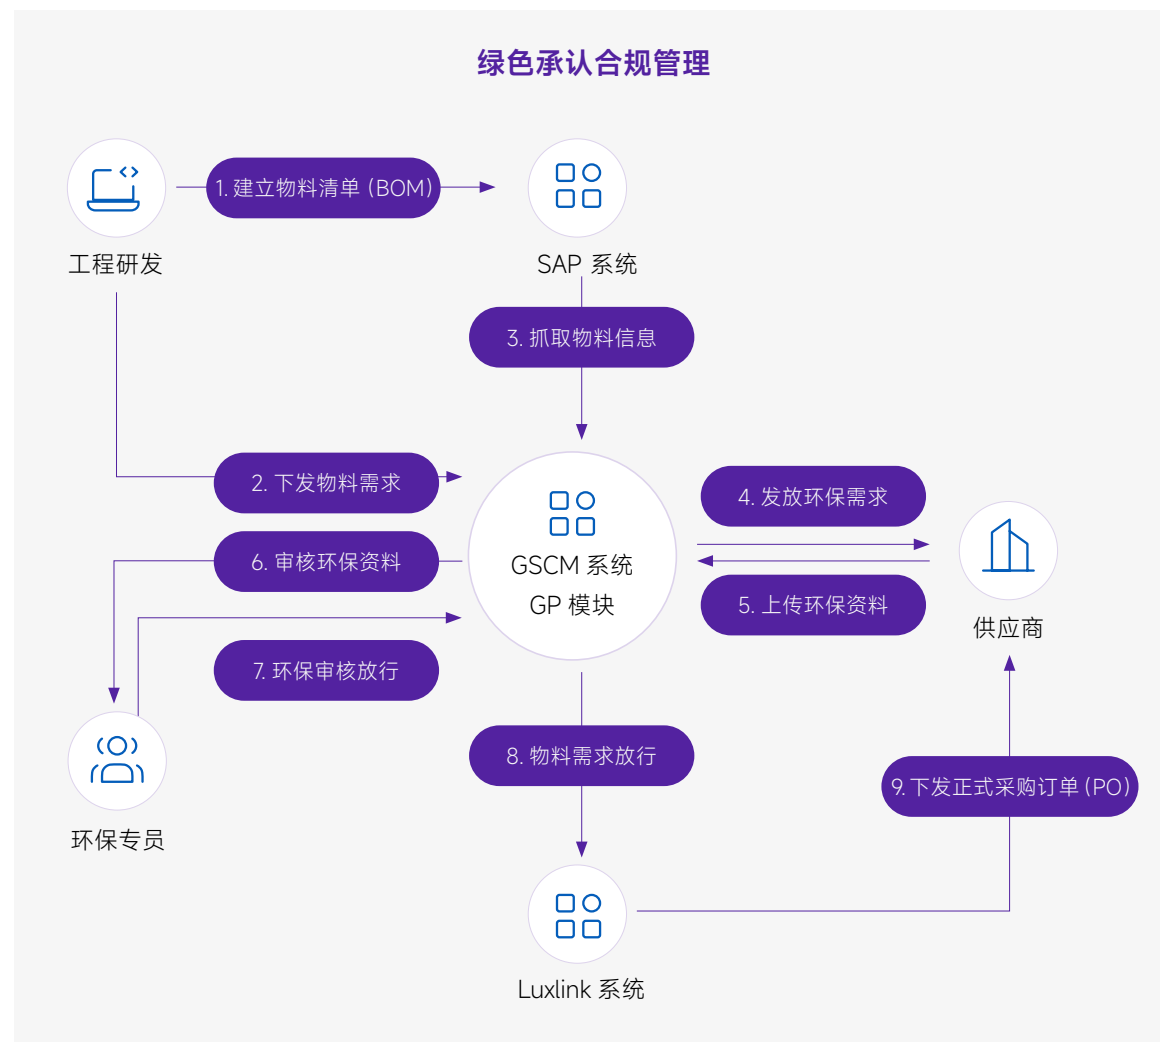 绿色承认合规管理
1. 建立物料清单（BOM）
工程研发
SAP 系统
3. 抓取物料信息
2. 下发物料需求
4. 发放环保需求
6. 审核环保资料
GSCM 系统
GP 模块
5. 上传环保资料
供应商
7. 环保审核放行
8. 物料需求放行
9. 下发正式采购订单（PO）
环保专员
Luxlink 系统